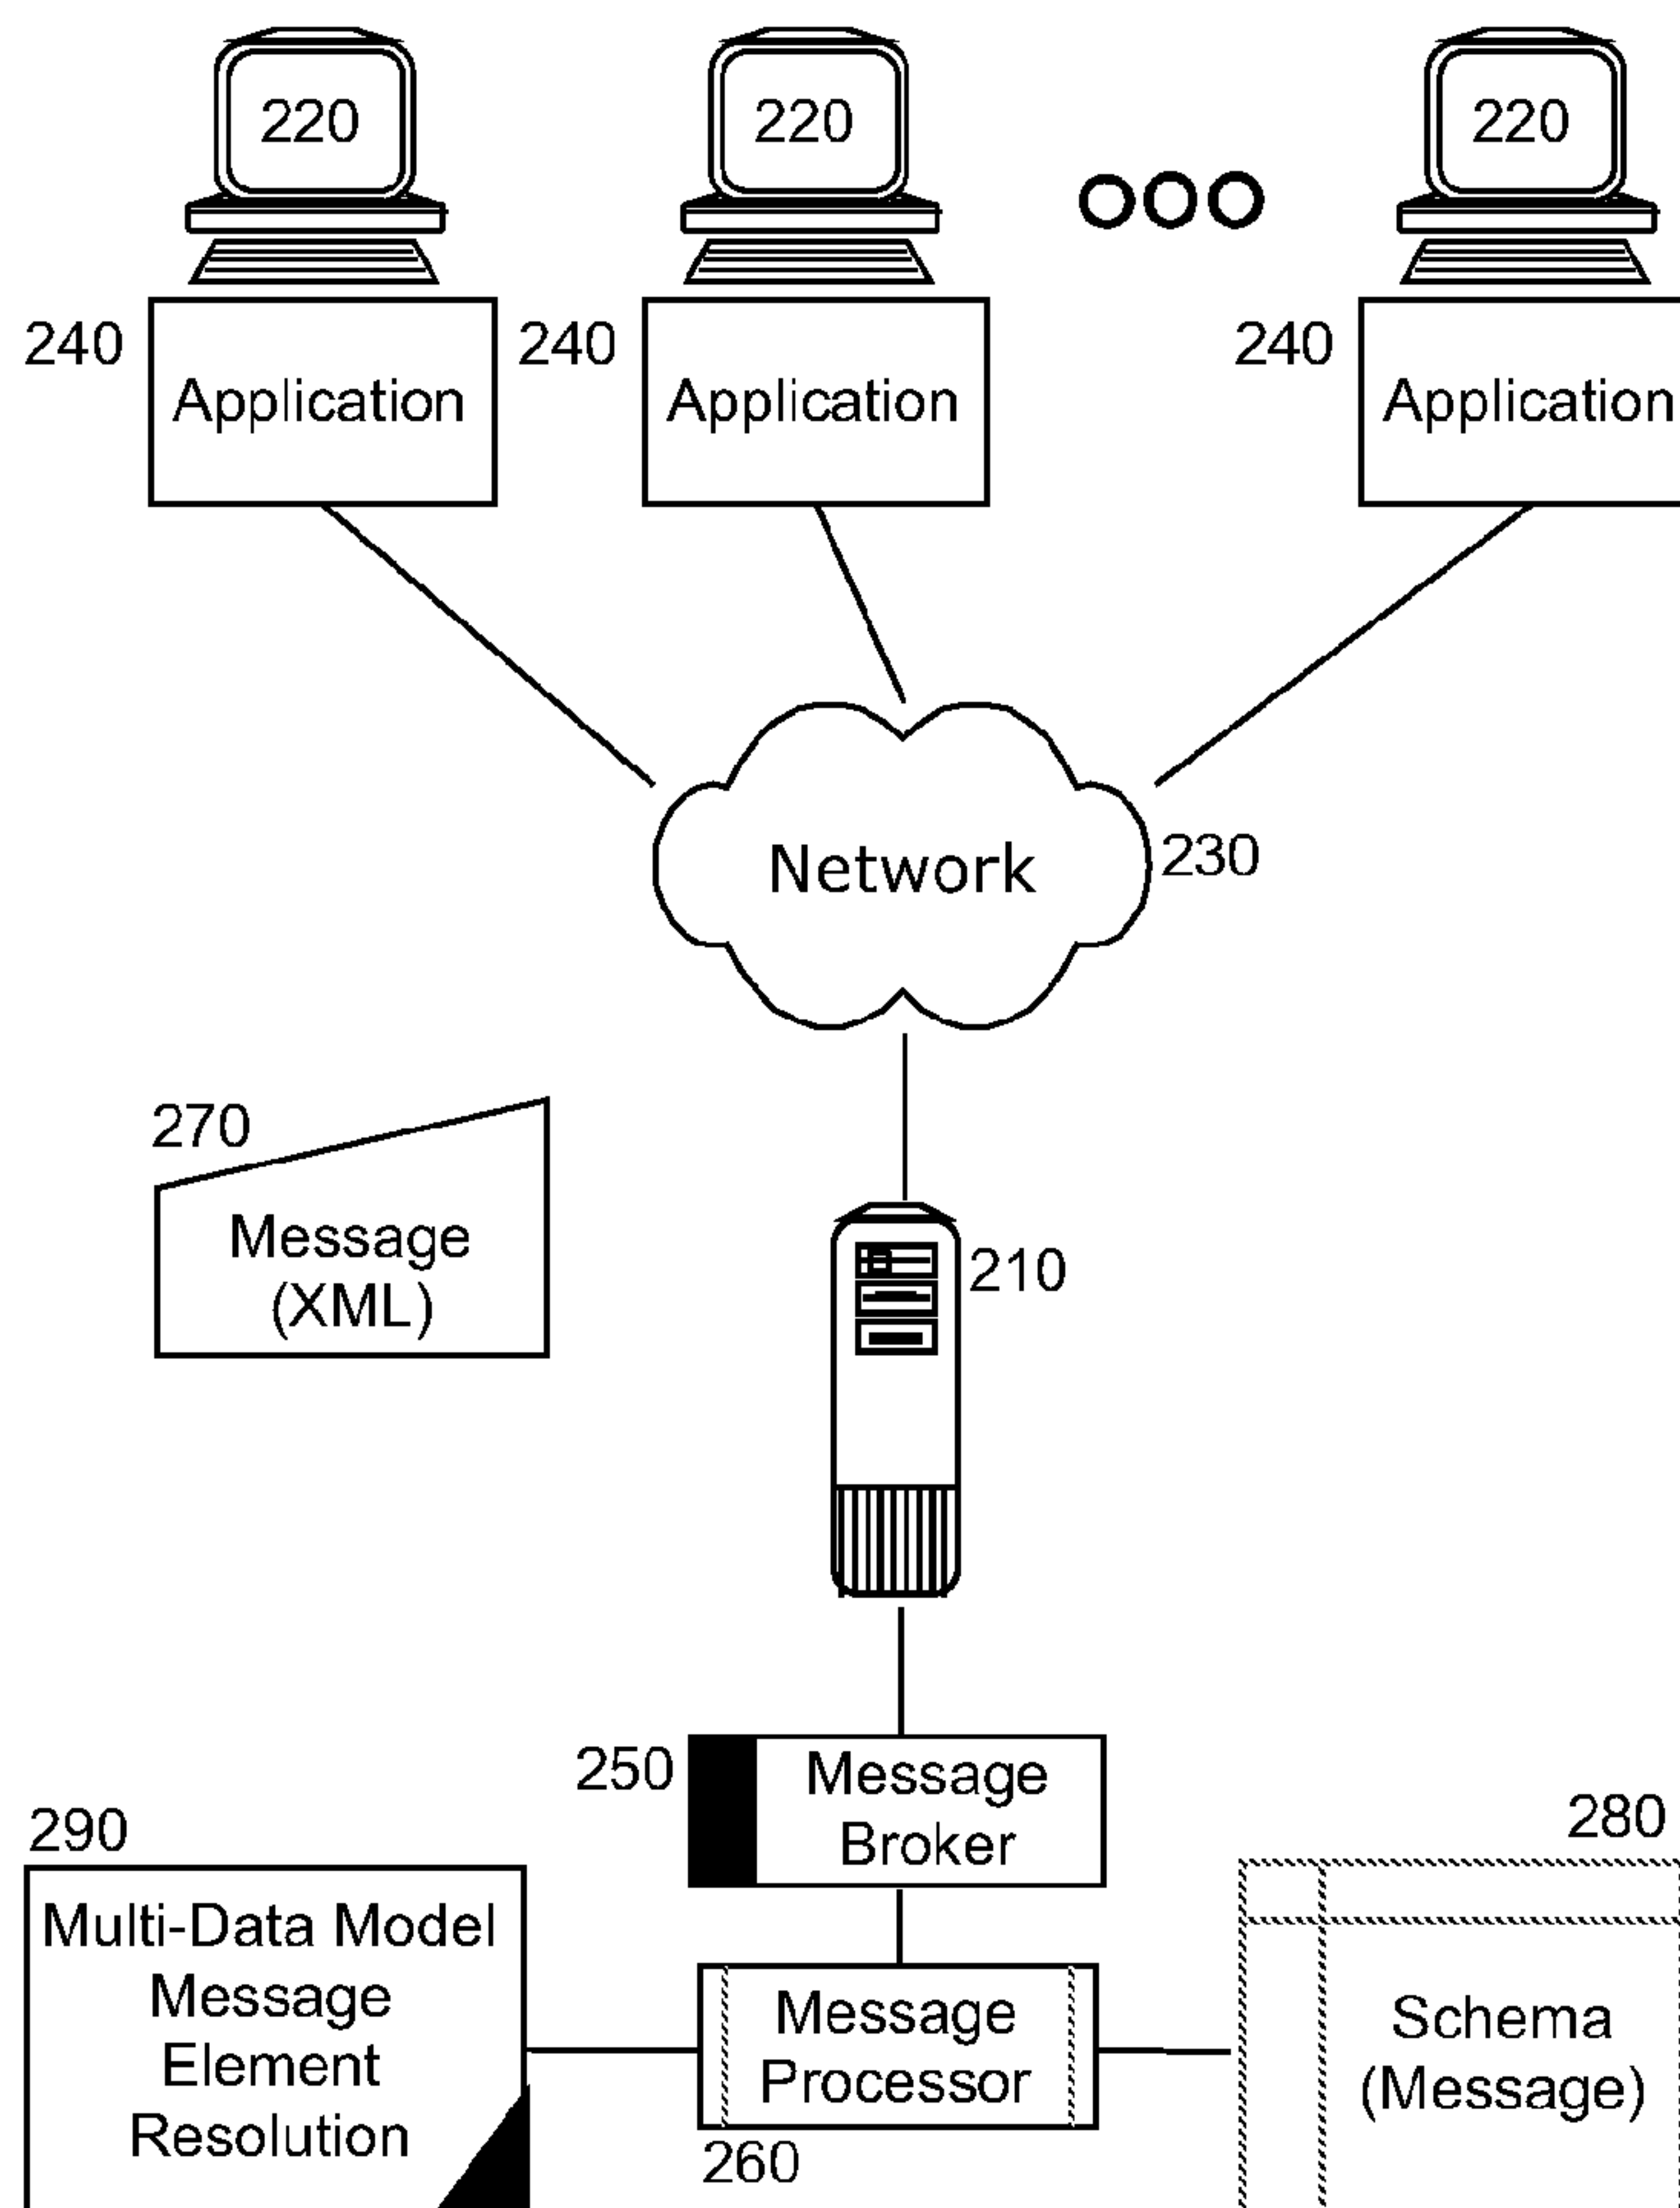 220 220 220
240 240 240
Application Application Application
Network
230
270
Message
(XML)
210
250
Message
Broker
290
280
Multi-Data Model
Message
Element
Resolution
Message
Processor
260
Schema
(Message)